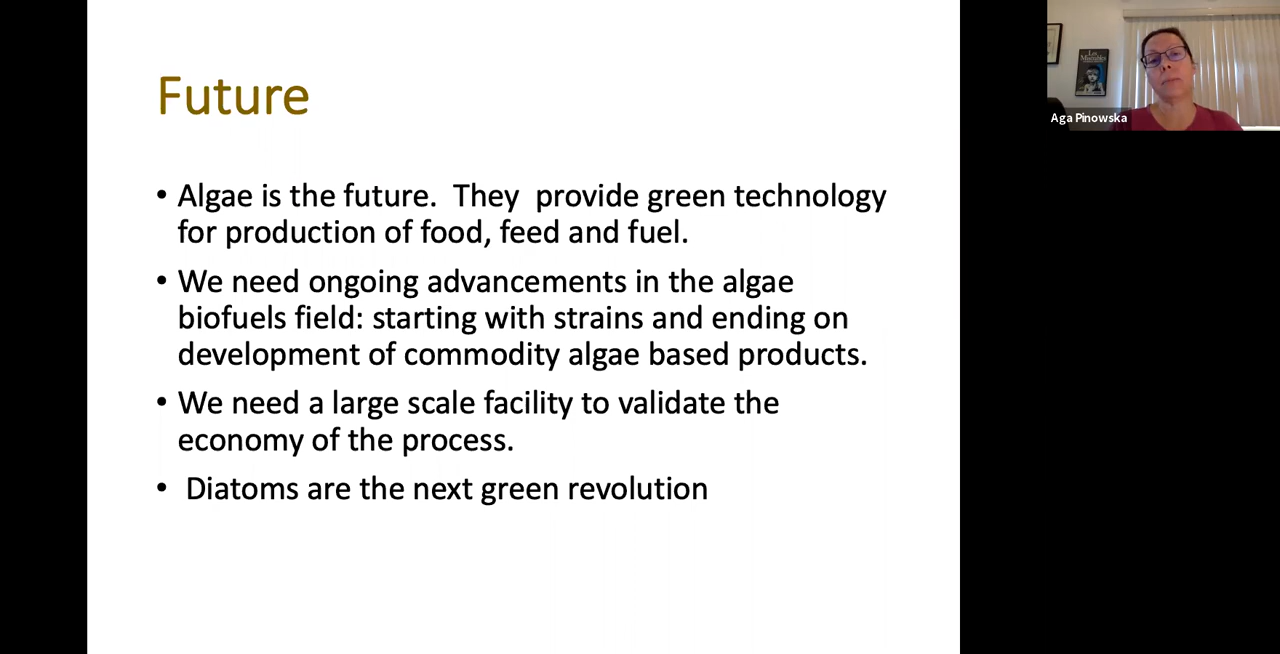 Future
• Algae is the future.  They  provide green technology
for production of food, feed and fuel.
• We need ongoing advancements in the algae
biofuels field: starting with strains and ending on
development of commodity algae based products.
• We need a large scale facility to validate the
economy of the process.
•  Diatoms are the next green revolution
Les
Misérables
Aga Pinowska